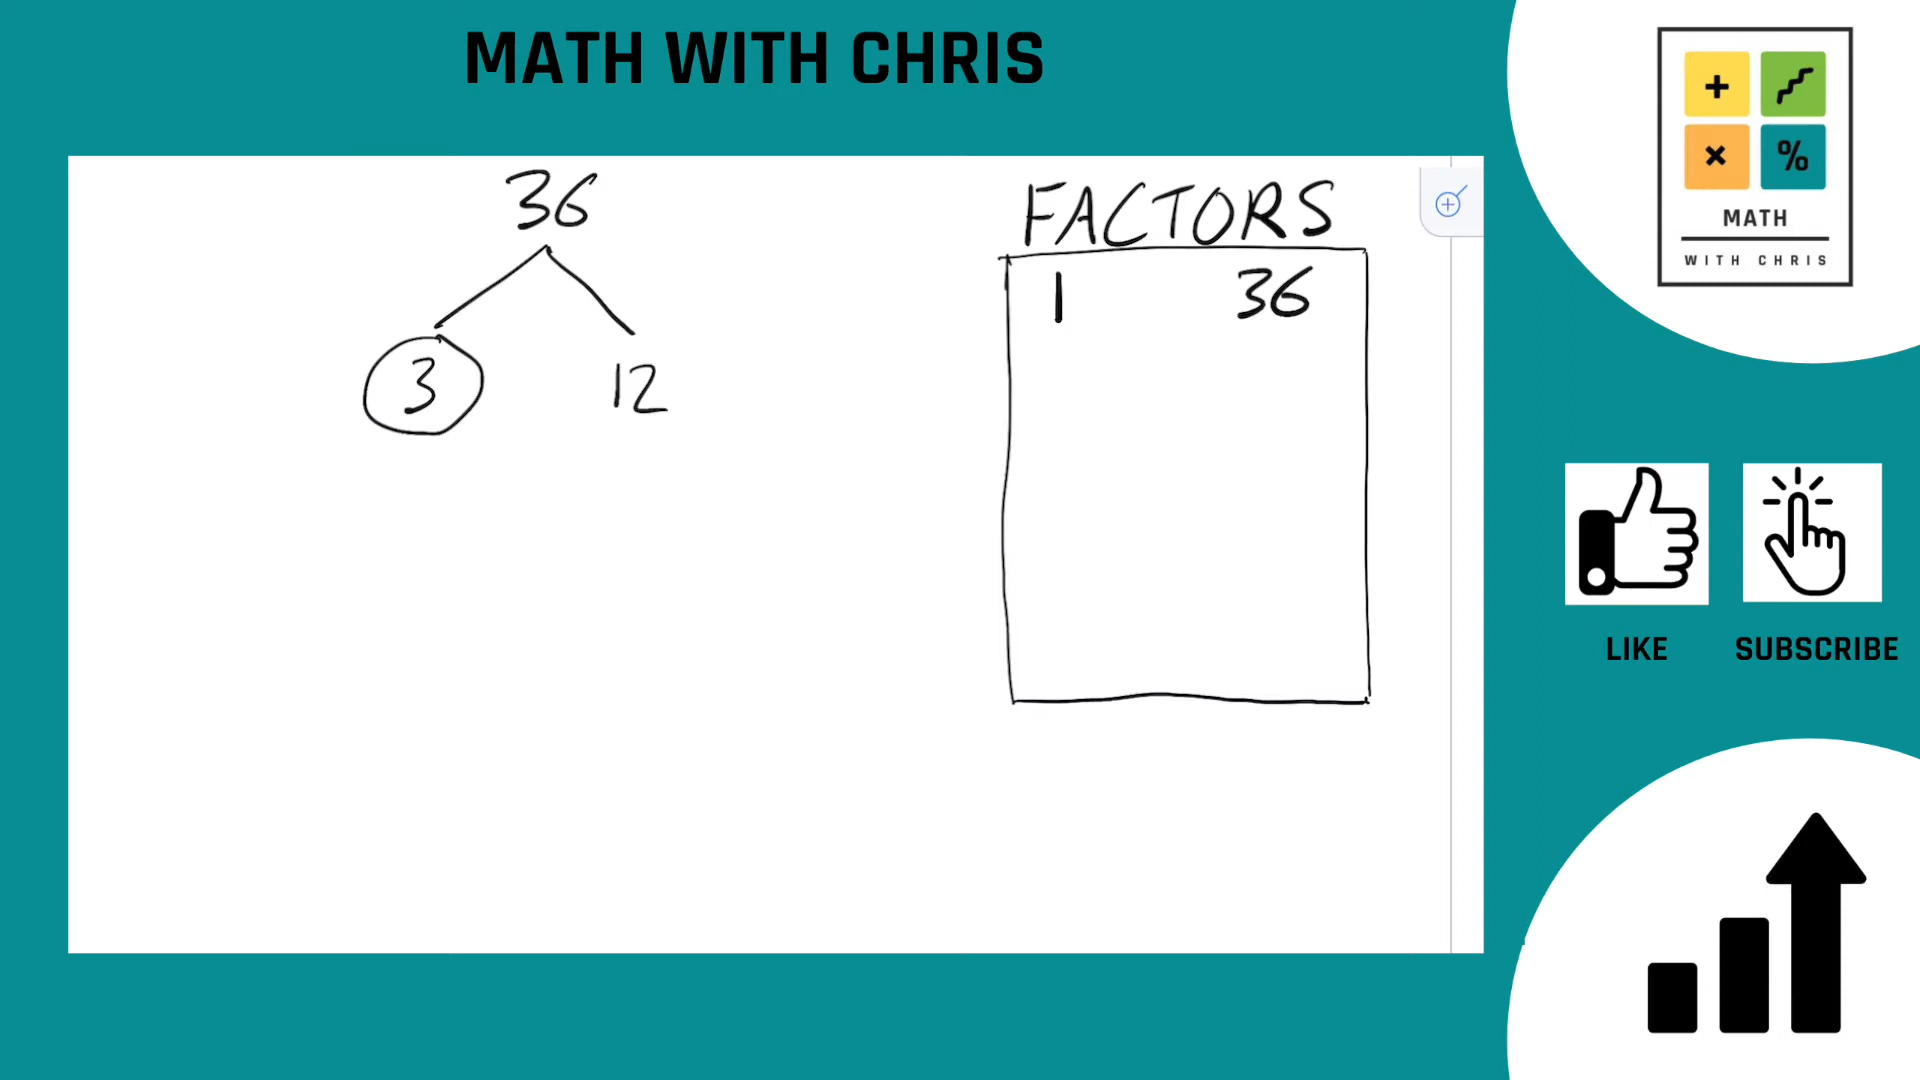 MATH WITH CHRIS
36
3 12
FACTORS
1 36
+
× %
MATH
WITH CHRIS
LIKE SUBSCRIBE